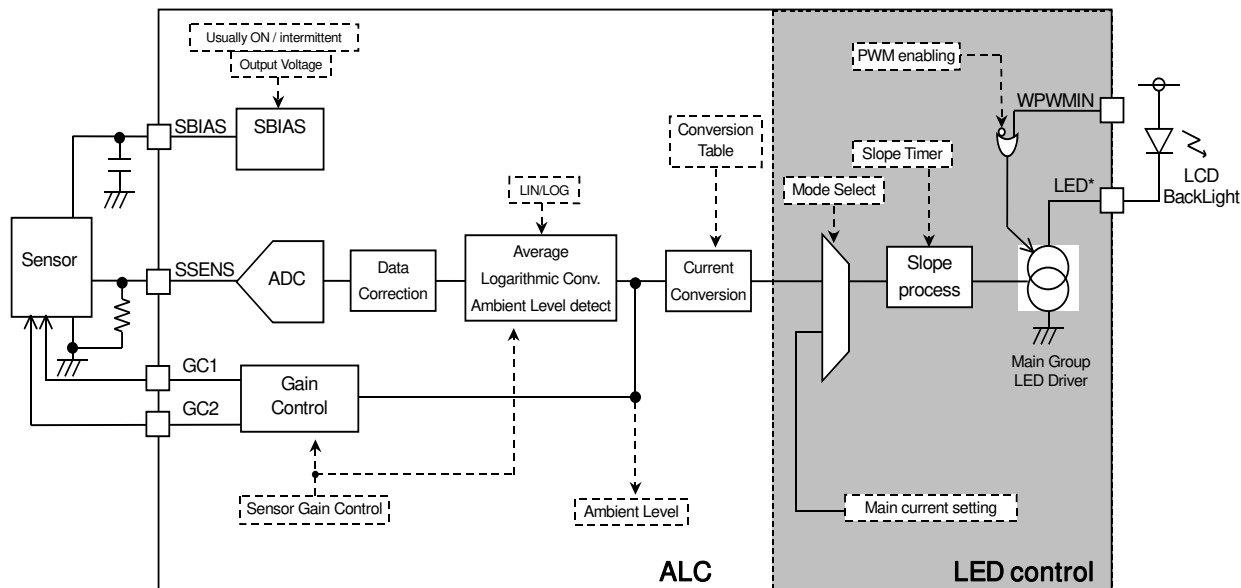 Usually ON / intermittent
Output Voltage
PWM enabling
WPWMIN
SBIAS
SBIAS
Conversion
Table
Slope Timer
LCD
BackLight
LIN/LOG
Mode Select
LED*
Sensor
SSENS
ADC
Data
Correction
Average
Logarithmic Conv.
Ambient Level detect
Current
Conversion
Slope
process
GC1
GC2
Gain
Control
Main Group
LED Driver
Sensor Gain Control
Ambient Level
Main current setting
ALC
LED control